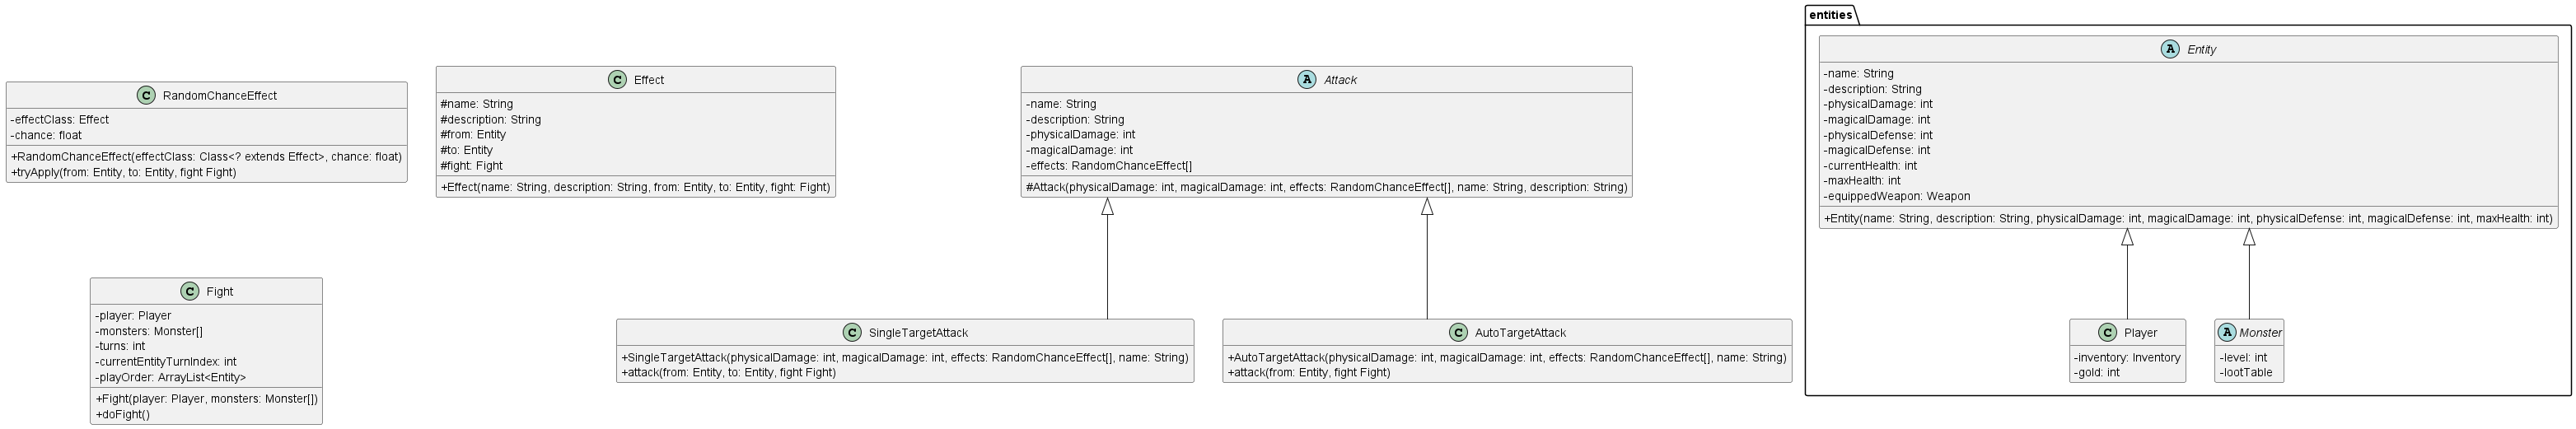 entities
C RandomChanceEffect
-effectClass: Effect
-chance: float
+RandomChanceEffect(effectClass: Class<? extends Effect>, chance: float)
+tryApply(from: Entity, to: Entity, fight Fight)
C Effect
#name: String
#description: String
#from: Entity
#to: Entity
#fight: Fight
+Effect(name: String, description: String, from: Entity, to: Entity, fight: Fight)
A Attack
-name: String
-description: String
-physicalDamage: int
-magicalDamage: int
-effects: RandomChanceEffect[]
#Attack(physicalDamage: int, magicalDamage: int, effects: RandomChanceEffect[], name: String, description: String)
A Entity
-name: String
-description: String
-physicalDamage: int
-magicalDamage: int
-physicalDefense: int
-magicalDefense: int
-currentHealth: int
-maxHealth: int
-equippedWeapon: Weapon
+Entity(name: String, description: String, physicalDamage: int, magicalDamage: int, physicalDefense: int, magicalDefense: int, maxHealth: int)
C Fight
-player: Player
-monsters: Monster[]
-turns: int
-currentEntityTurnIndex: int
-playOrder: ArrayList<Entity>
+Fight(player: Player, monsters: Monster[])
+doFight()
C SingleTargetAttack
+SingleTargetAttack(physicalDamage: int, magicalDamage: int, effects: RandomChanceEffect[], name: String)
+attack(from: Entity, to: Entity, fight Fight)
C AutoTargetAttack
+AutoTargetAttack(physicalDamage: int, magicalDamage: int, effects: RandomChanceEffect[], name: String)
+attack(from: Entity, fight Fight)
C Player
-inventory: Inventory
-gold: int
A Monster
-level: int
-lootTable